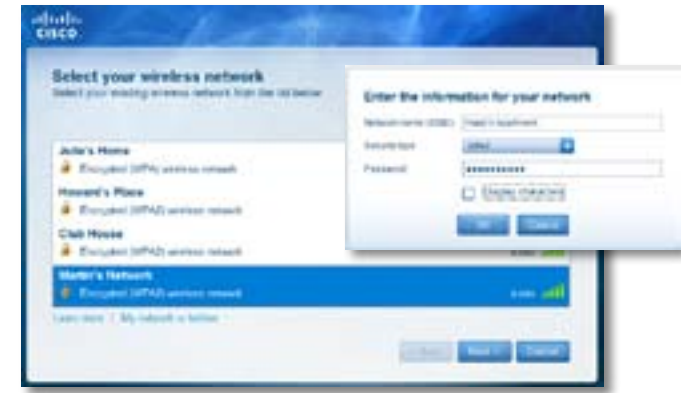 CISCO
Select your wireless network
Select your existing wireless network from the list below
Julie's Home
Encrypted (WPA) wireless network
Howard's Place
Encrypted (WPA2) wireless network
Club House
Encrypted (WPA2) wireless network
Martin's Network
Encrypted (WPA2) wireless network
Learn more | My network is hidden
Next >
Cancel
Enter the information for your network
Network name (SSID)
Password
Display characters
OK
Cancel